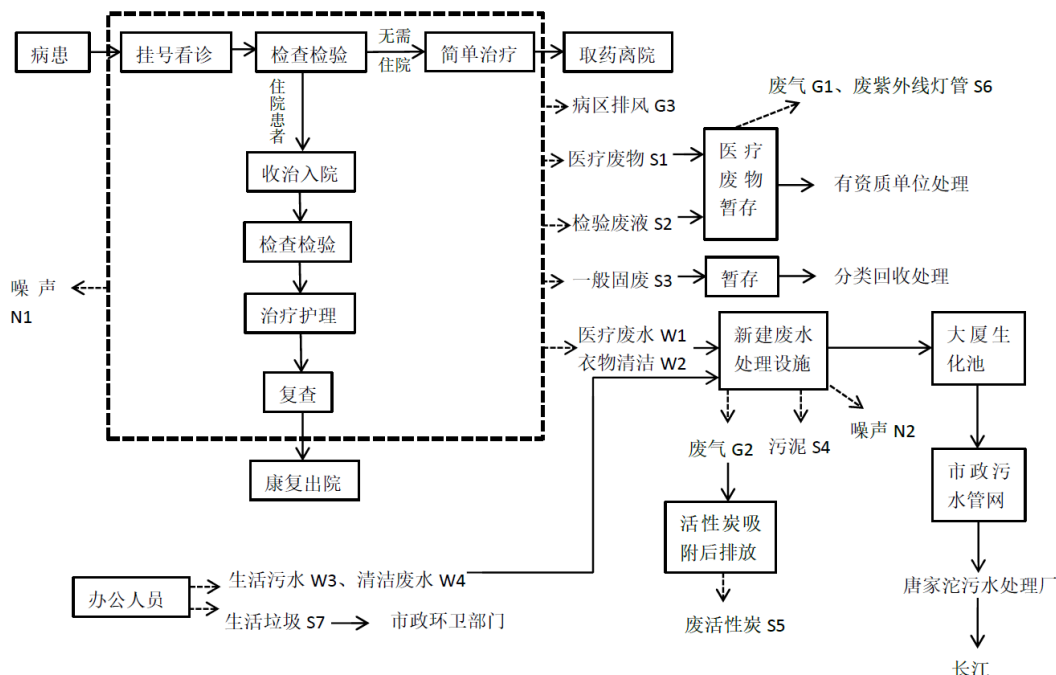 病患
挂号看诊
检查检验
无需
住院
简单治疗
取药离院
住院患者
收治入院
检查检验
治疗护理
复查
康复出院
噪 声
N1
病区排风 G3
医疗废物 S1
检验废液 S2
废气 G1、废紫外线灯管 S6
医 疗
废 物
暂存
有资质单位处理
一般固废 S3
暂存
分类回收处理
医疗废水 W1
衣物清洁 W2
新建废水
处理设施
大厦生
化池
废气 G2
污泥 S4
噪声 N2
市政污
水管网
活性炭吸
附后排放
唐家沱污水处理厂
废活性炭 S5
长江
办公人员
生活污水 W3、清洁废水 W4
生活垃圾 S7
市政环卫部门